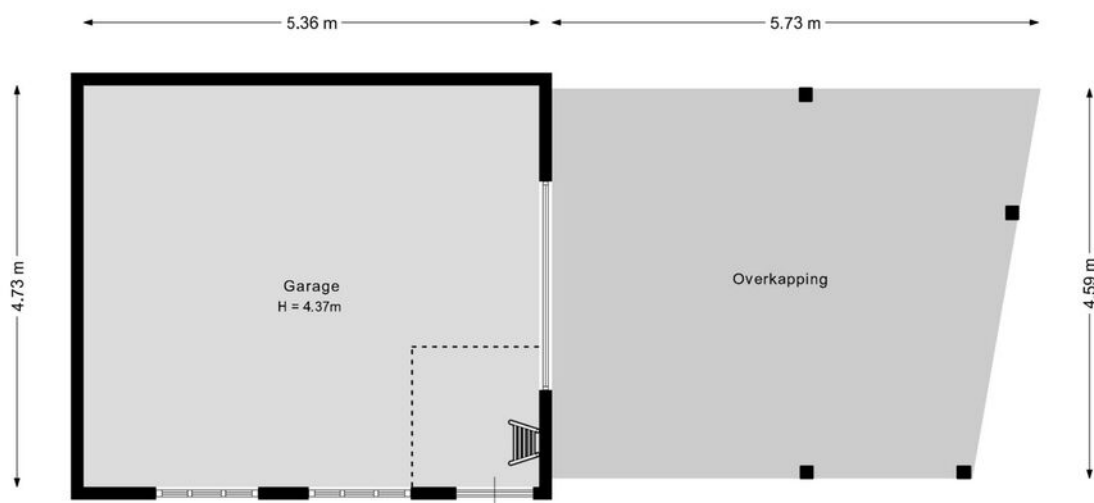 5.36 m
5.73 m
4.73 m
Garage
H = 4.37m
Overkapping
4.59 m